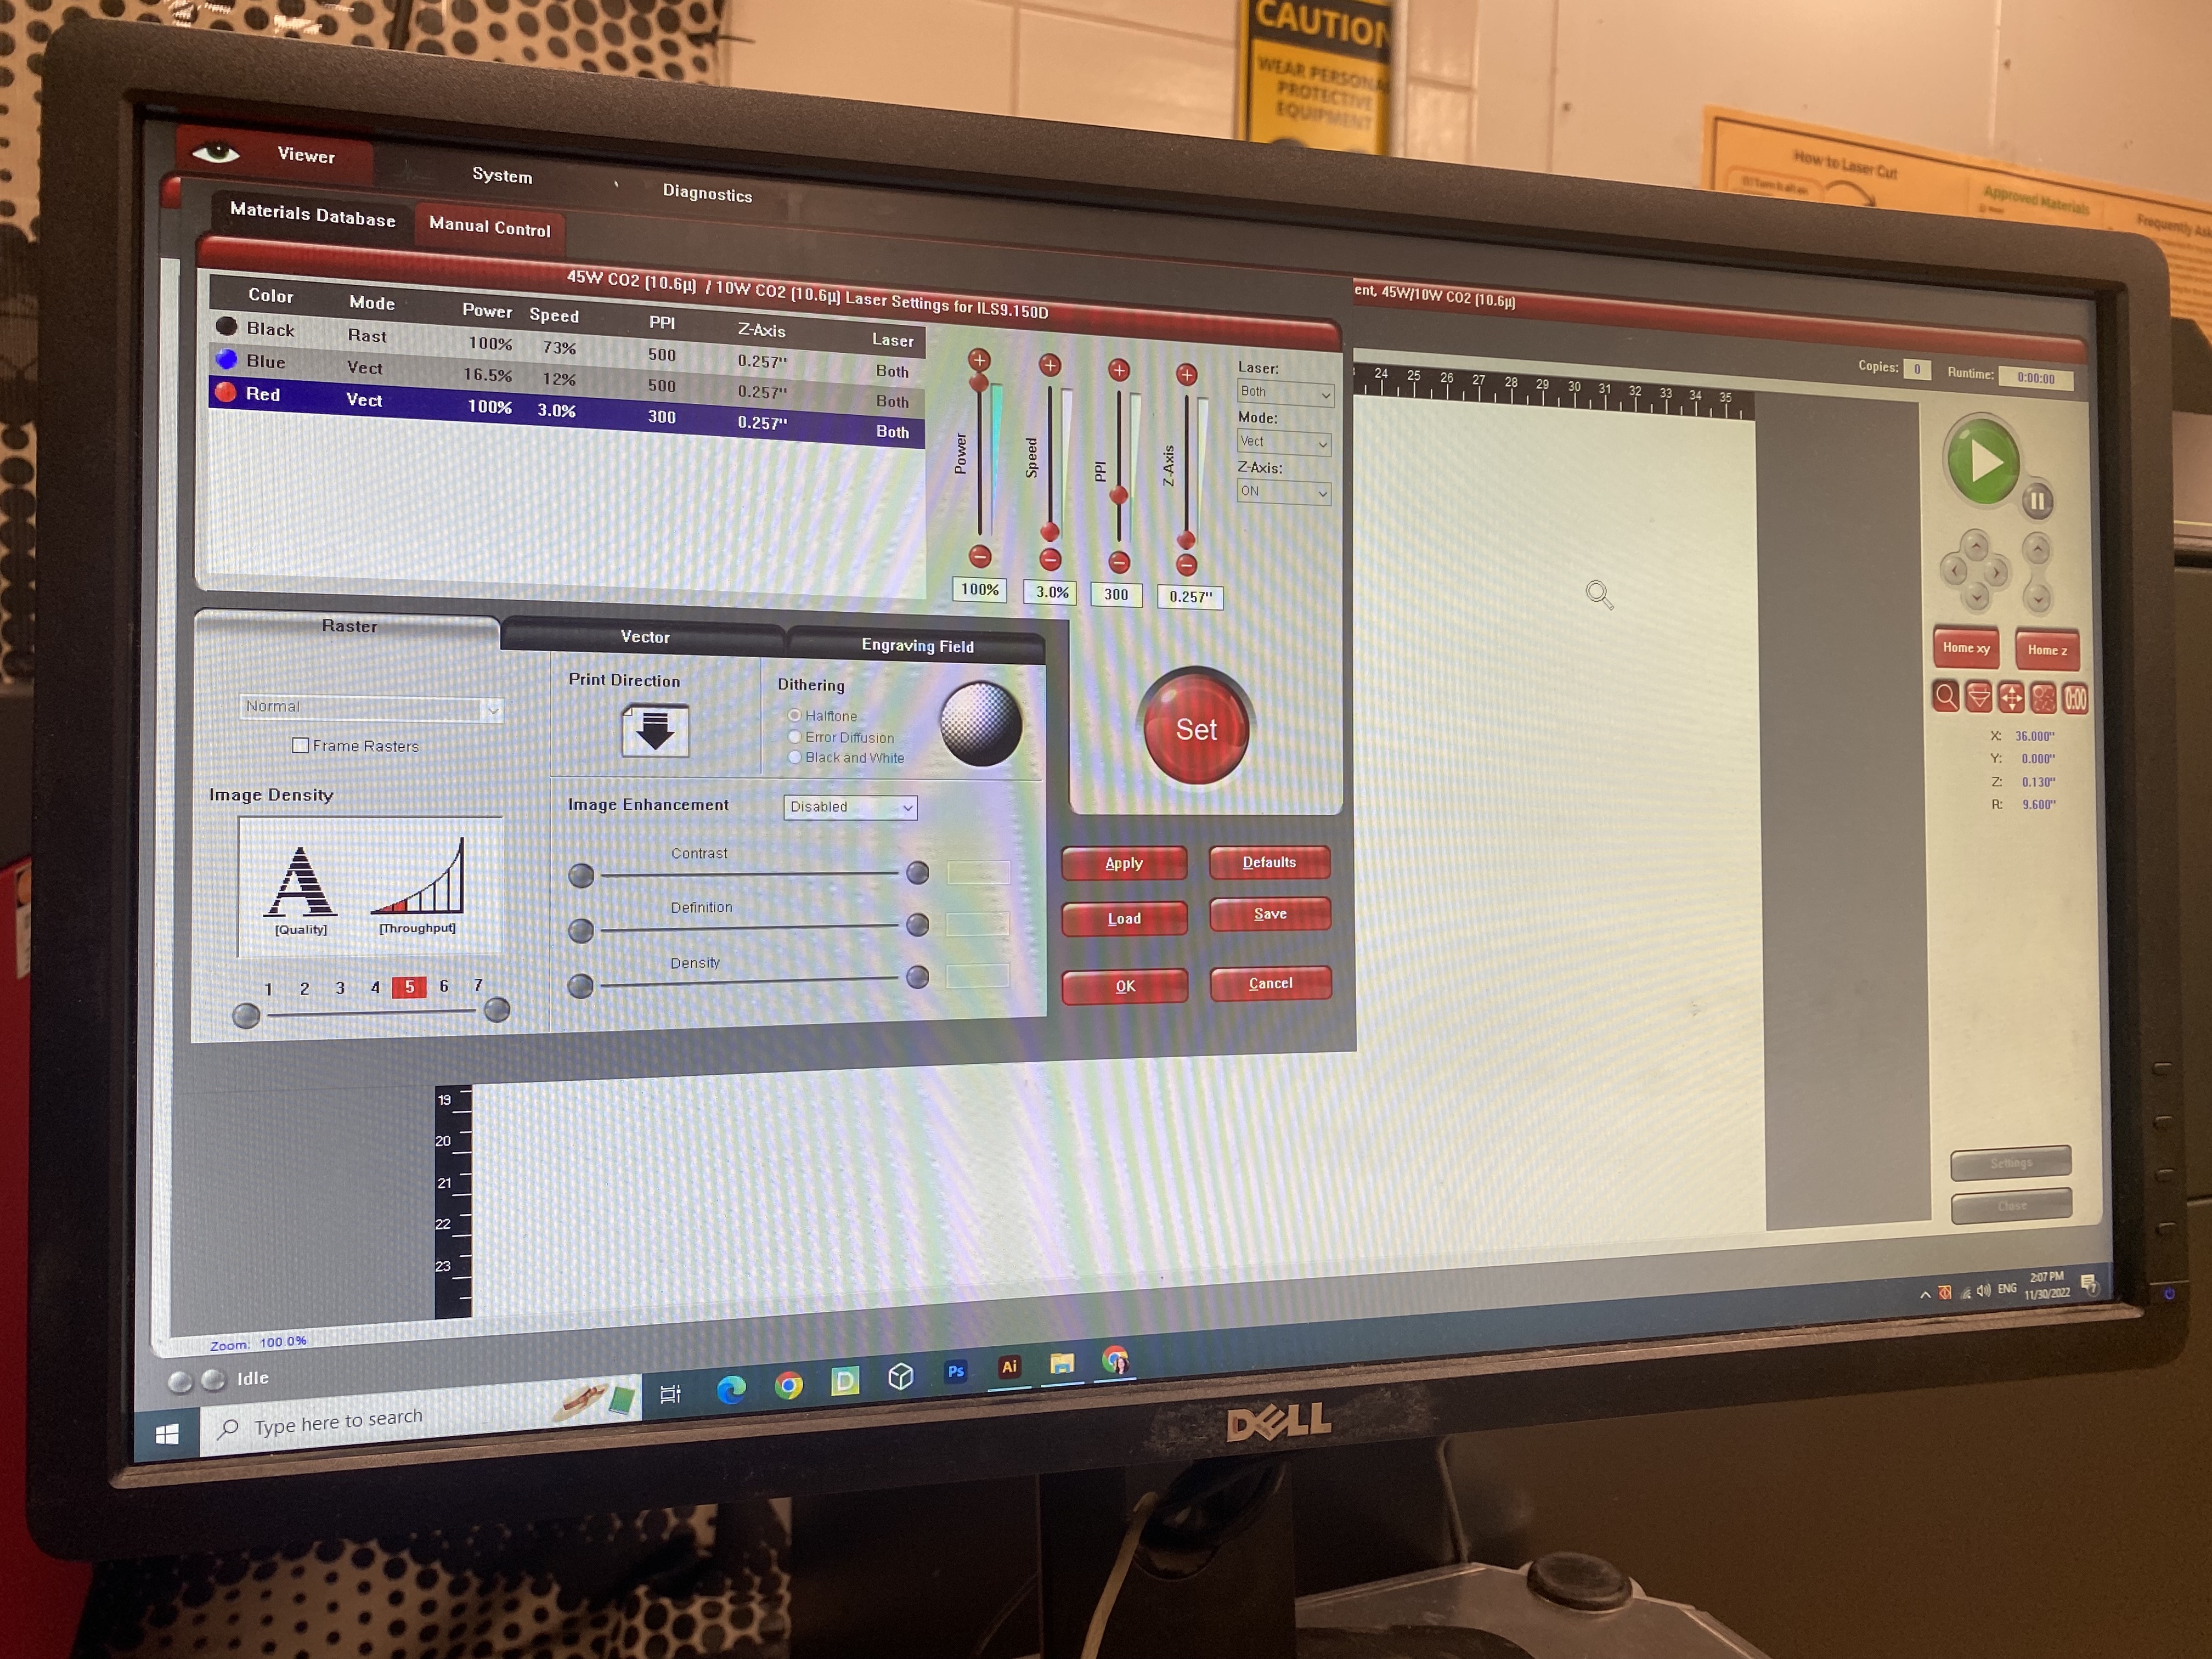 CAUTION
WEAR PERSONAL
PROTECTIVE
EQUIPMENT
How to Laser Cut
Approved Materials
Frequently Ask
Viewer
System
Diagnostics
Materials Database
Manual Control
45W CO2 (10.6µ) / 10W CO2 (10.6µ) Laser Settings for ILS9.150D
ent, 45W/10W CO2 (10.6µ)
Color Mode Power Speed PPI Z-Axis Laser
Black Rast 100% 73% 500 0.257" Both
Blue Vect 16.5% 12% 500 0.257" Both
Red Vect 100% 3.0% 300 0.257" Both
Power
Speed
PPI
Z-Axis
100% 3.0% 300 0.257"
Laser:
Both
Mode:
Vect
Z-Axis:
ON
24 25 26 27 28 29 30 31 32 33 34 35
Copies: 0 Runtime: 0:00:00
Raster
Vector
Engraving Field
Normal
Frame Rasters
Print Direction
Dithering
Halftone
Error Diffusion
Black and White
Set
Image Density
A
[Quality] [Throughput]
1 2 3 4 5 6 7
Image Enhancement
Disabled
Contrast
Definition
Density
Apply
Defaults
Load
Save
OK
Cancel
Home xy
Home z
0:00
X: 36.000"
Y: 0.000"
Z: 0.130"
R: 9.600"
Settings
Close
19
20
21
22
23
Zoom: 100.0%
Idle
Type here to search
D
Ps
Ai
ENG
2:07 PM
11/30/2022
DELL